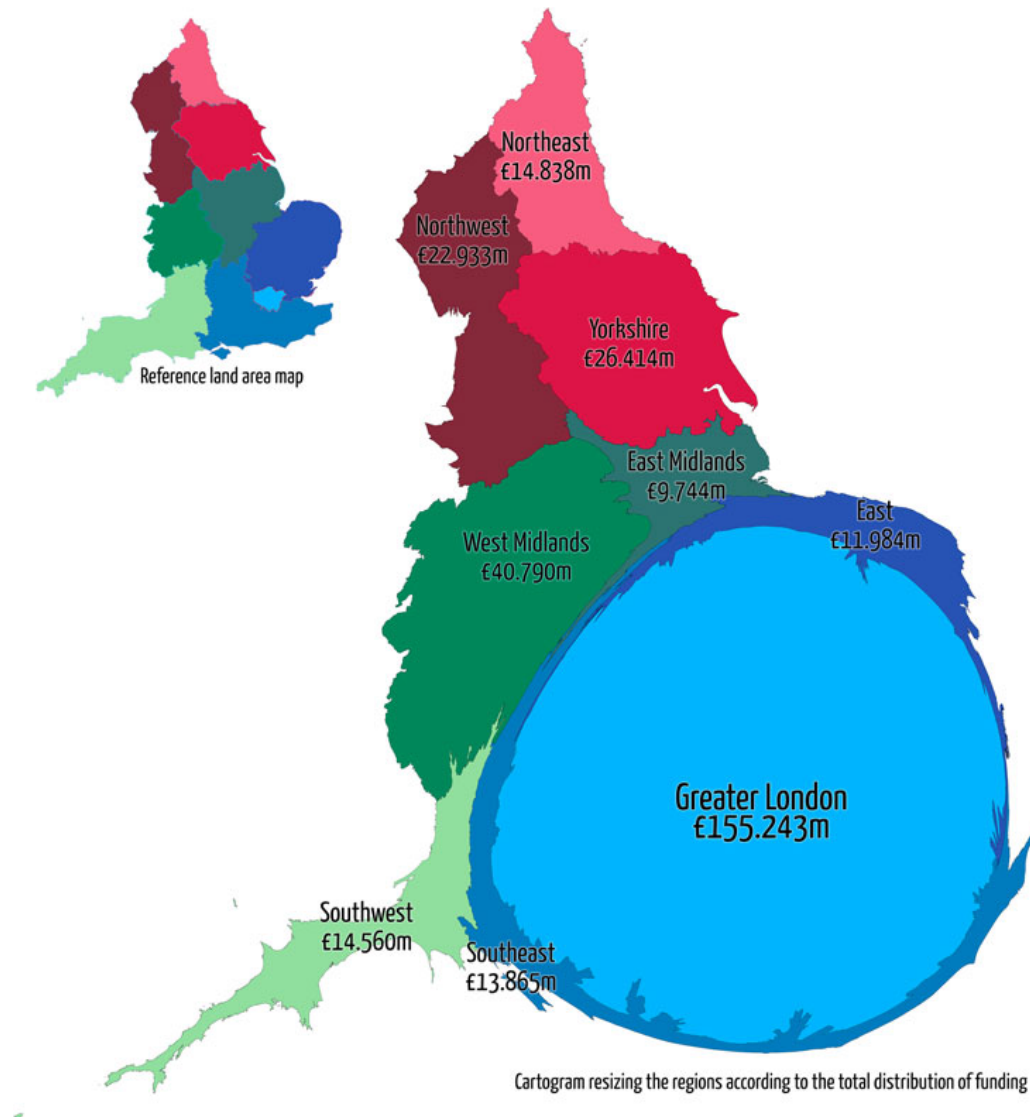 Northeast
£14.838m
Northwest
£22.933m
Yorkshire
£26.414m
Reference land area map
East Midlands
£9.744m
East
£11.984m
West Midlands
£40.790m
Greater London
£155.243m
Southwest
£14.560m
Southeast
£13.865m
Cartogram resizing the regions according to the total distribution of funding